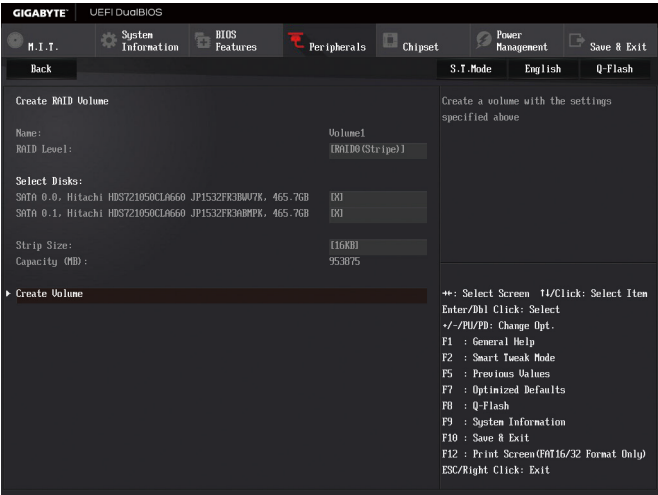 GIGABYTE™ UEFI DualBIOS
M.I.T. System Information BIOS Features Peripherals Chipset Power Management Save & Exit
Back S.T.Mode English Q-Flash
Create RAID Volume
Name: Volume1
RAID Level: [RAID0(Stripe)]
Select Disks:
SATA 0.0, Hitachi HDS721050CLA660 JP1532FR3BWV7K, 465.7GB [X]
SATA 0.1, Hitachi HDS721050CLA660 JP1532FR3ABMPK, 465.7GB [X]
Strip Size: [16KB]
Capacity (MB): 953875
Create Volume
Create a volume with the settings
specified above
→←: Select Screen ↑↓/Click: Select Item
Enter/Dbl Click: Select
+/-/PU/PD: Change Opt.
F1 : General Help
F2 : Smart Tweak Mode
F5 : Previous Values
F7 : Optimized Defaults
F8 : Q-Flash
F9 : System Information
F10 : Save & Exit
F12 : Print Screen(FAT16/32 Format Only)
ESC/Right Click: Exit